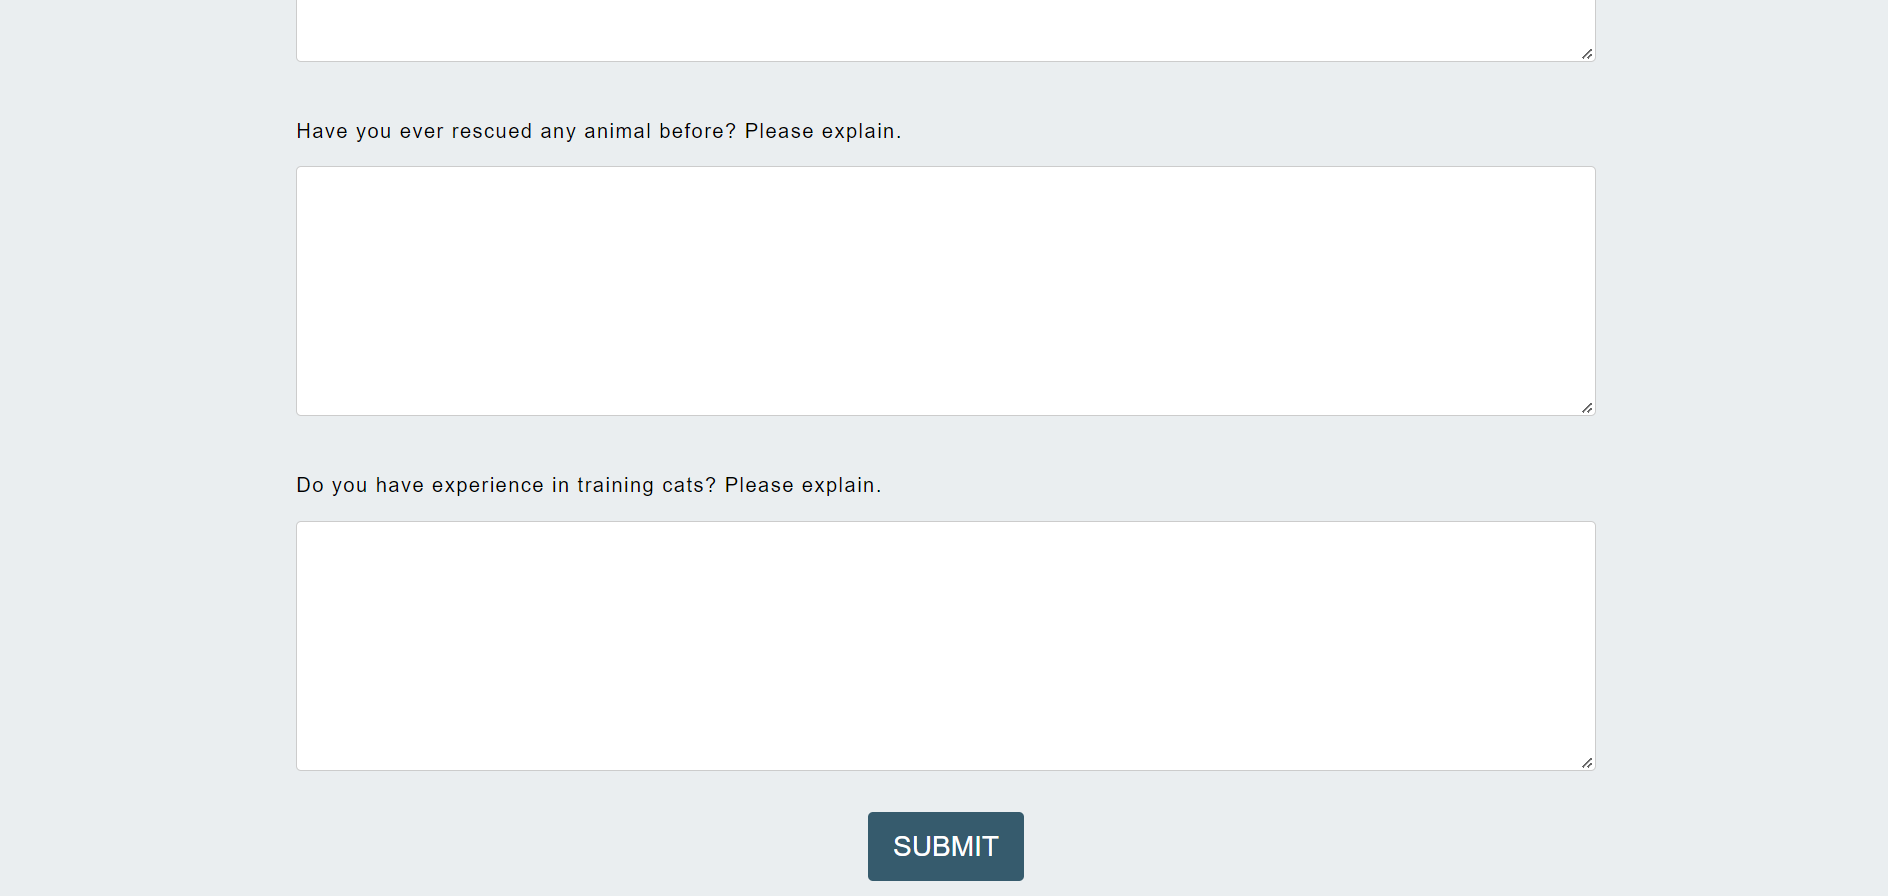 Have you ever rescued any animal before? Please explain.
Do you have experience in training cats? Please explain.
SUBMIT